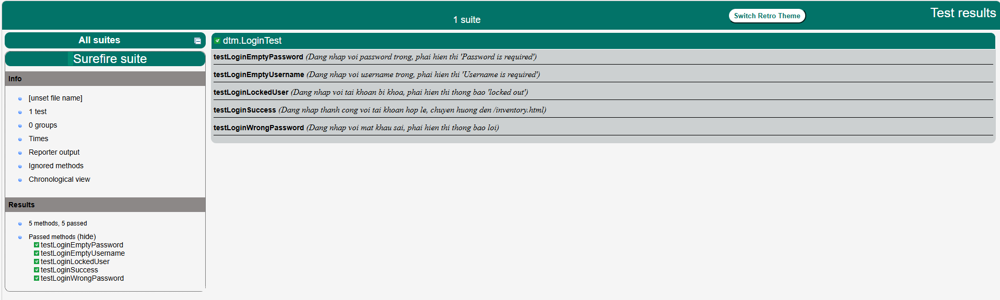 1 suite
Switch Retro Theme
Test results
All suites
Surefire suite
Info
[unset file name]
1 test
0 groups
Times
Reporter output
Ignored methods
Chronological view
Results
5 methods, 5 passed
Passed methods (hide)
testLoginEmptyPassword
testLoginEmptyUsername
testLoginLockedUser
testLoginSuccess
testLoginWrongPassword
dtm.LoginTest
testLoginEmptyPassword (Dang nhap voi password trong, phai hien thi 'Password is required')
testLoginEmptyUsername (Dang nhap voi username trong, phai hien thi 'Username is required')
testLoginLockedUser (Dang nhap voi tai khoan bi khoa, phai hien thi thong bao 'locked out')
testLoginSuccess (Dang nhap thanh cong voi tai khoan hop le, chuyen huong den /inventory.html)
testLoginWrongPassword (Dang nhap voi mat khau sai, phai hien thi thong bao loi)